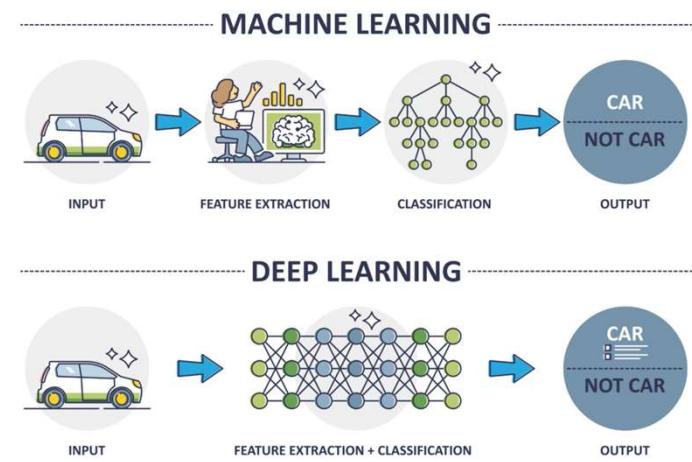 MACHINE LEARNING
CAR
NOT CAR
INPUT
FEATURE EXTRACTION
CLASSIFICATION
OUTPUT
DEEP LEARNING
CAR
NOT CAR
INPUT
FEATURE EXTRACTION + CLASSIFICATION
OUTPUT